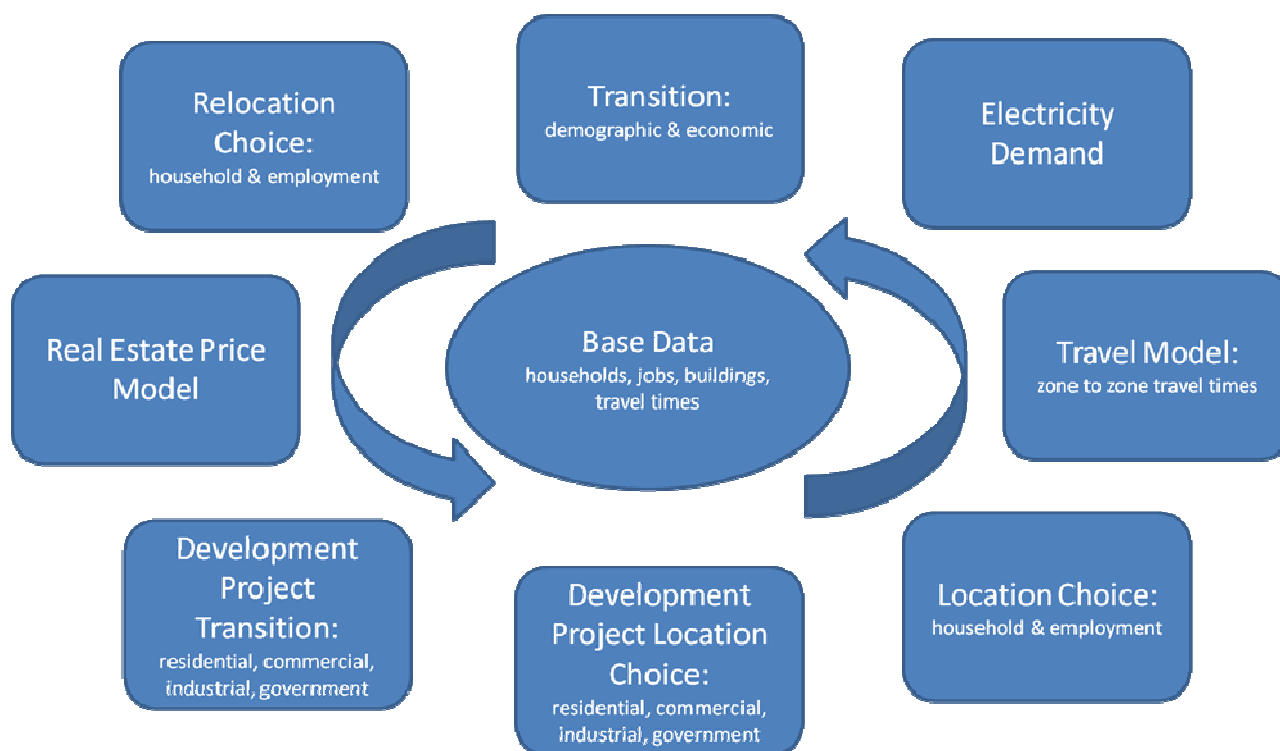 Relocation
Choice:
household & employment
Transition:
demographic & economic
Electricity
Demand
Real Estate Price
Model
Base Data
households, jobs, buildings,
travel times
Travel Model:
zone to zone travel times
Development
Project
Transition:
residential, commercial,
industrial, government
Development
Project Location
Choice:
residential, commercial,
industrial, government
Location Choice:
household & employment